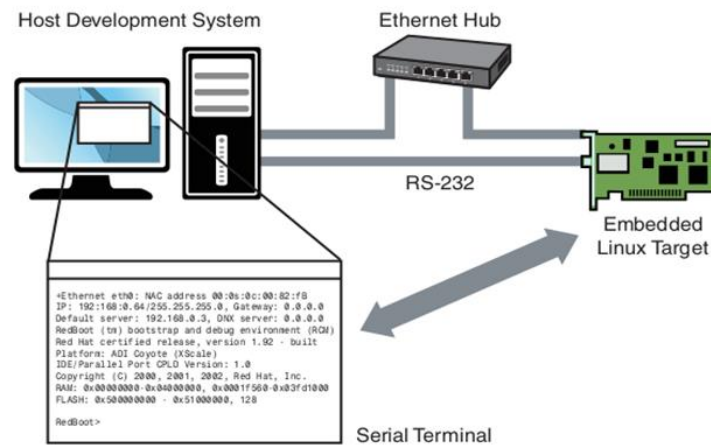 Host Development System
Ethernet Hub
RS-232
Embedded
Linux Target
+Ethernet eth0: NAC address 00:0s:0c:00:82:f8
IP: 192:168:0.64/255.255.255.0, Gateway: 0.0.0.0
Default server: 192.168.0.3, DNX server: 0.0.0.0
RedBoot (tm) bootstrap and debug environment (RCM)
Red Hat certified release, version 1.92 - built
Platform: ADI Coyote (XScale)
IDE/Parallel Port CPLD Version: 1.0
Copyright (C) 2000, 2001, 2002, Red Hat, Inc.
RAM: 0x00000000-0x04000000, 0x0001f560-0x03fd1000
FLASH: 0x500000000 - 0x51000000, 128
RedBoot>
Serial Terminal